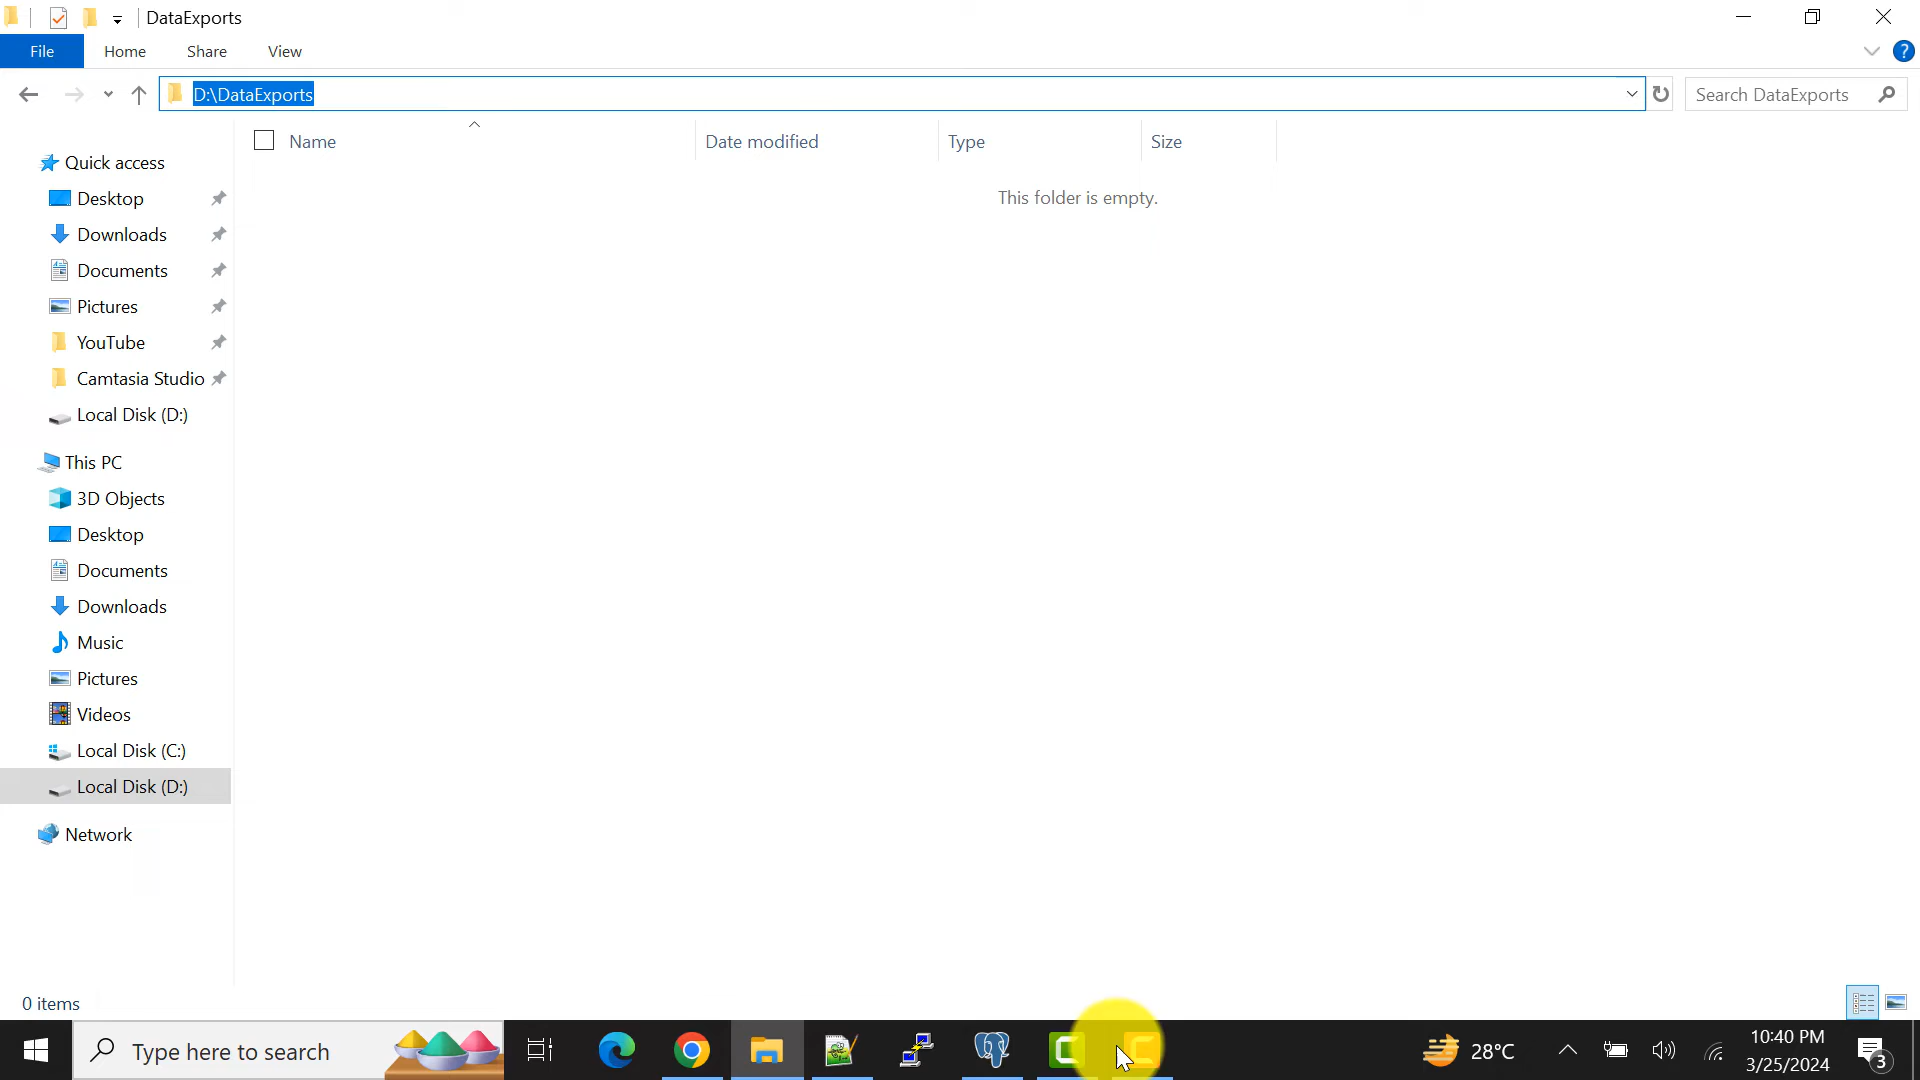 DataExports
File
Home
Share
View
?
D:\DataExports
Search DataExports
Name
Date modified
Type
Size
This folder is empty.
Quick access
Desktop
Downloads
Documents
Pictures
YouTube
Camtasia Studio
Local Disk (D:)
This PC
3D Objects
Desktop
Documents
Downloads
Music
Pictures
Videos
Local Disk (C:)
Local Disk (D:)
Network
0 items
Type here to search
28°C
10:40 PM
3/25/2024
3